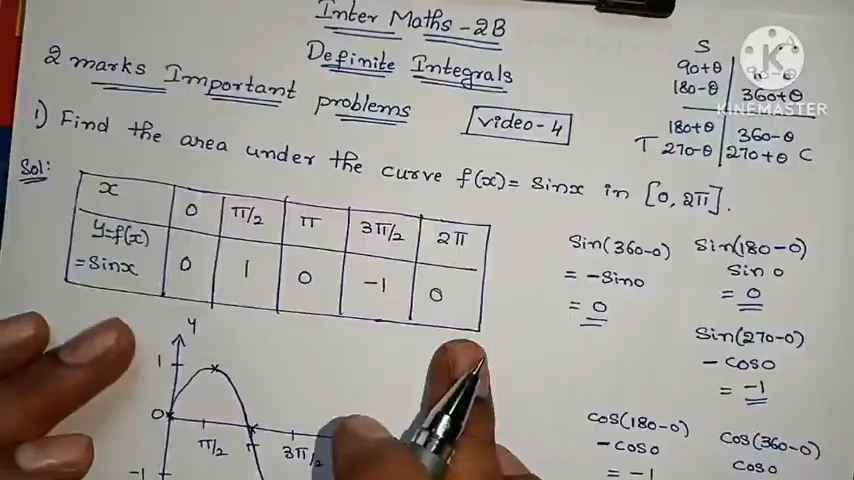 Inter Maths - 2B
Definite Integrals
2 marks Important problems
video - 4
S
90+θ
180-θ 360+θ
T 180+θ 360-θ
270-θ 270+θ C
KINEMASTER
1) Find the area under the curve f(x) = Sinx in [0, 2π].
Sol:
x 0 π/2 π 3π/2 2π
y=f(x)
=Sinx 0 1 0 -1 0
Sin(360-0)
= -Sin0
= 0
Sin(180-0)
Sin 0
= 0
Sin(270-0)
- Cos0
= -1
Cos(180-0)
-Cos0
= -1
Cos(360-0)
Cos0
Y
1
0
π/2 3π/2
-1